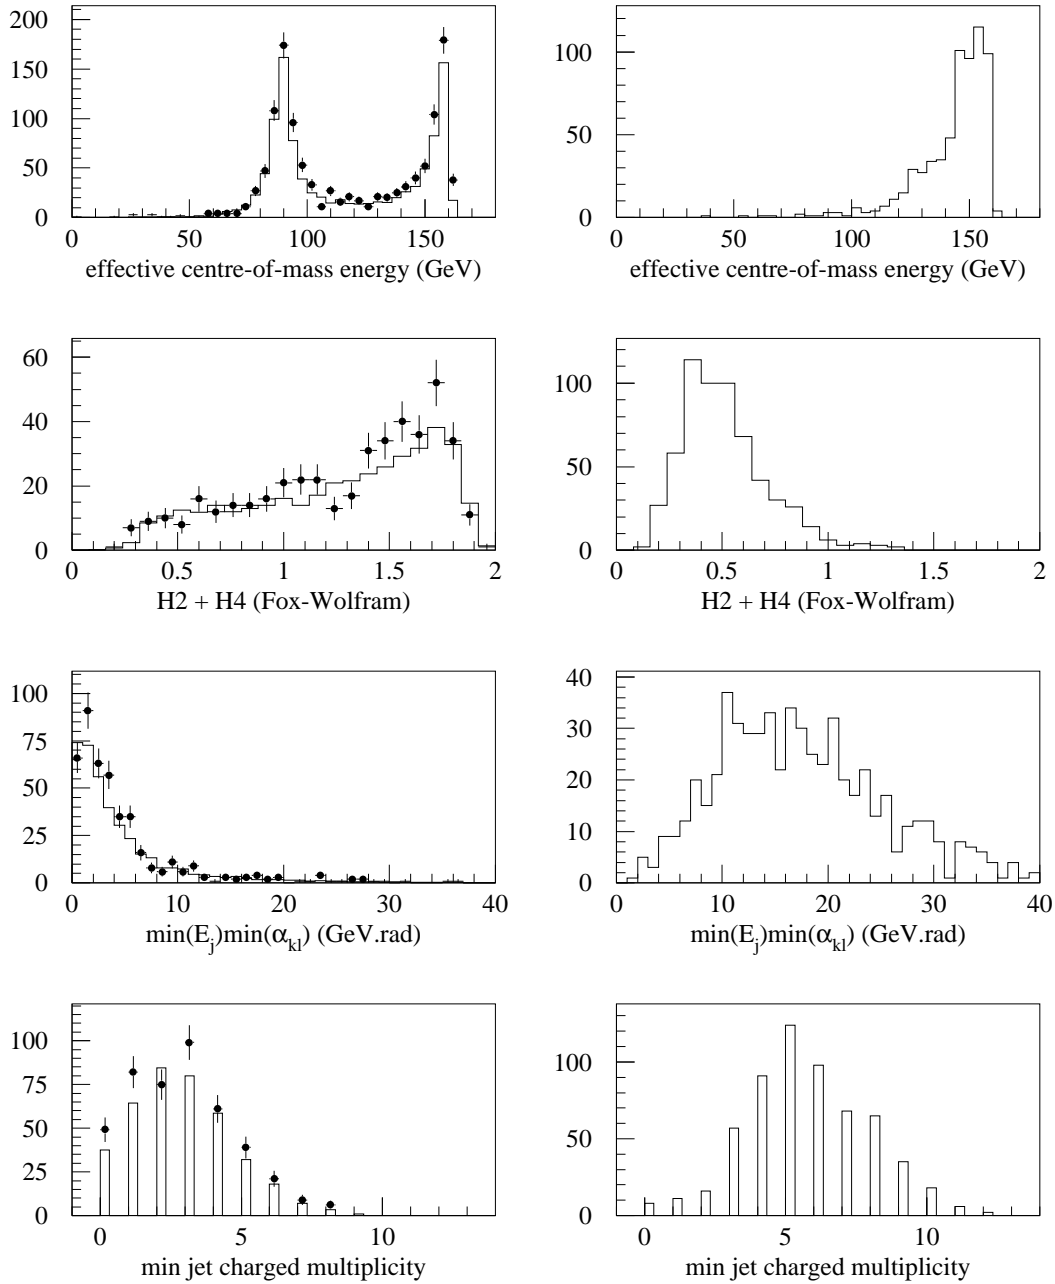 200
150
100
50
0
0 50 100 150
effective centre-of-mass energy (GeV)
100
50
0
0 50 100 150
effective centre-of-mass energy (GeV)
60
40
20
0
0 0.5 1 1.5 2
H2 + H4 (Fox-Wolfram)
100
50
0
0 0.5 1 1.5 2
H2 + H4 (Fox-Wolfram)
100
75
50
25
0
0 10 20 30 40
min(E_j)min(α_kl) (GeV.rad)
40
30
20
10
0
0 10 20 30 40
min(E_j)min(α_kl) (GeV.rad)
100
75
50
25
0
0 5 10
min jet charged multiplicity
100
50
0
0 5 10
min jet charged multiplicity